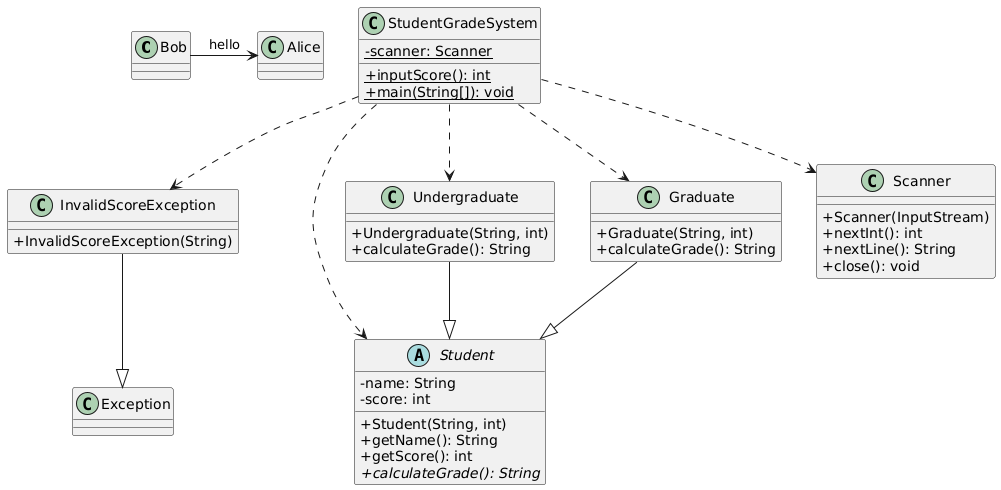 C Bob
hello
C Alice
C StudentGradeSystem
-scanner: Scanner
+inputScore(): int
+main(String[]): void
C InvalidScoreException
+InvalidScoreException(String)
C Undergraduate
+Undergraduate(String, int)
+calculateGrade(): String
C Graduate
+Graduate(String, int)
+calculateGrade(): String
C Scanner
+Scanner(InputStream)
+nextInt(): int
+nextLine(): String
+close(): void
C Exception
A Student
-name: String
-score: int
+Student(String, int)
+getName(): String
+getScore(): int
+calculateGrade(): String